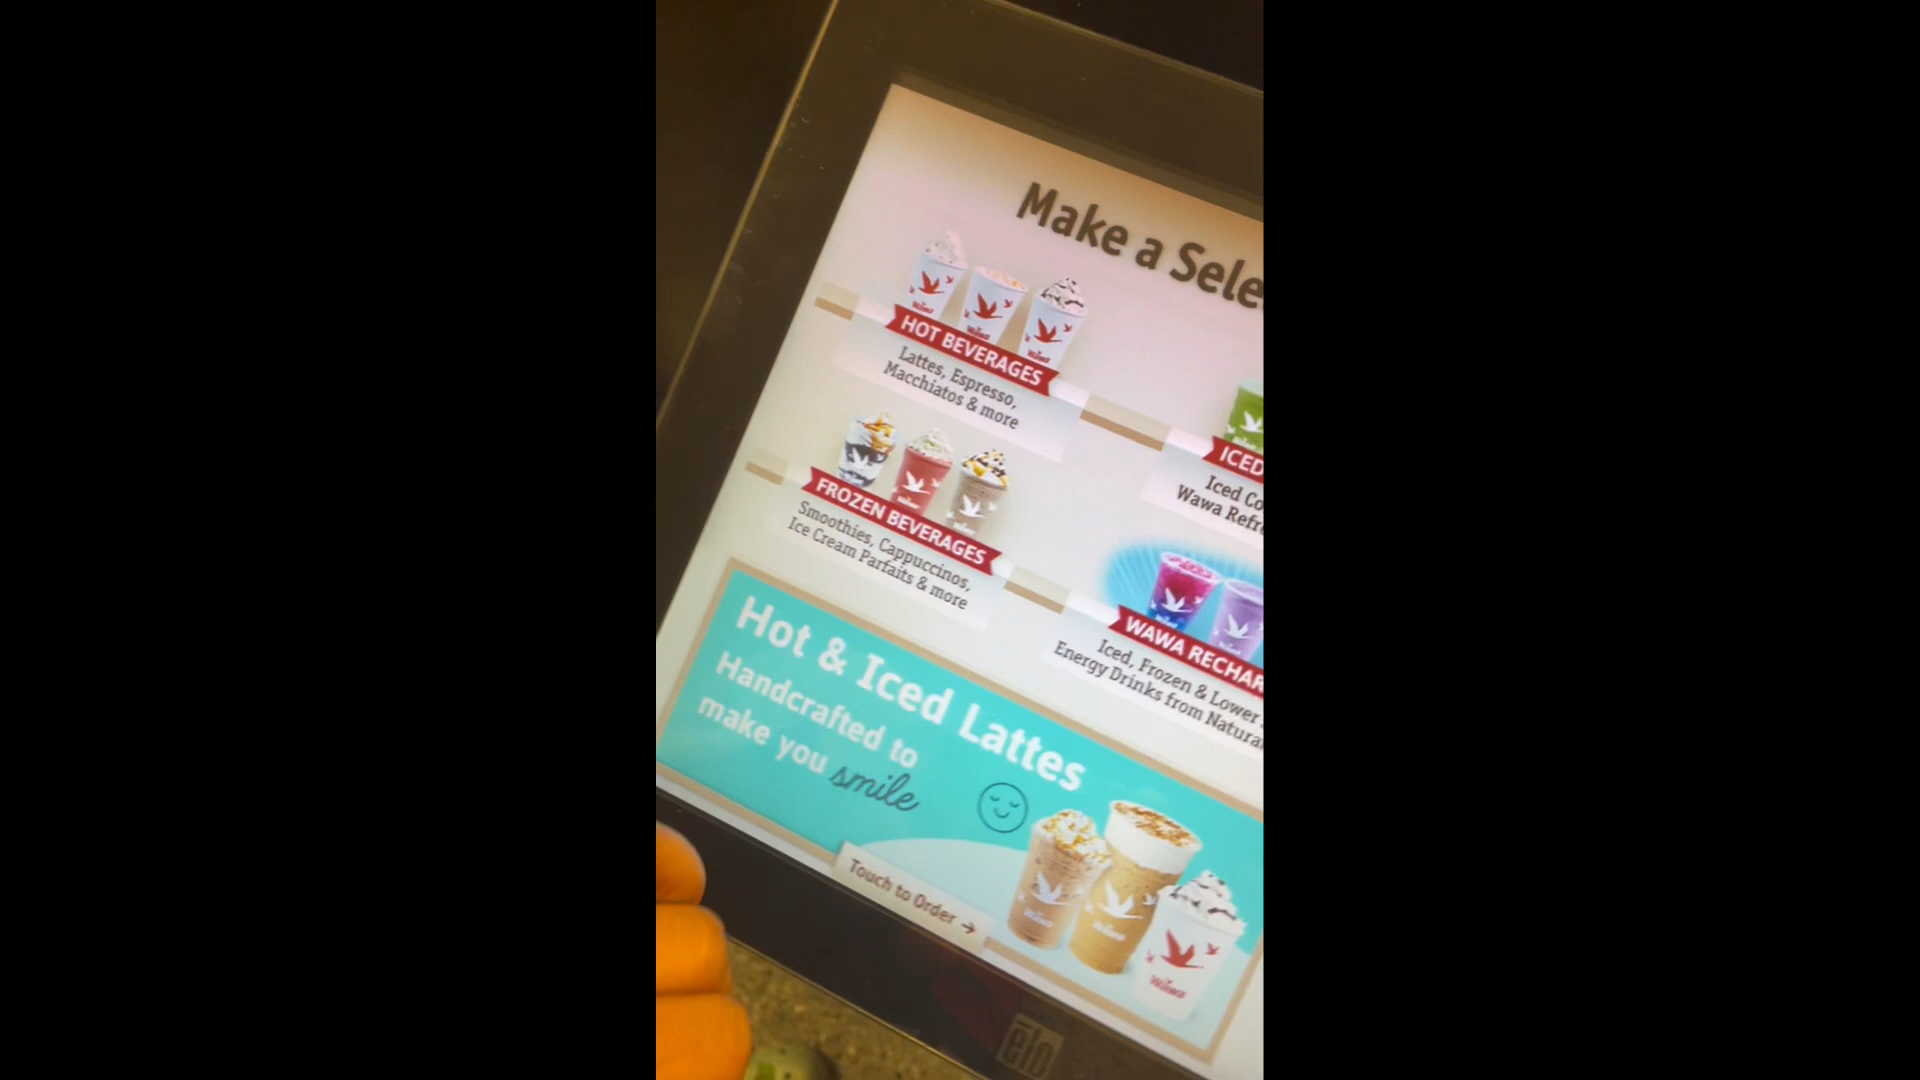 Make a Sele
HOT BEVERAGES
Lattes, Espresso,
Macchiatos & more
ICED
Iced Co
Wawa Refr
FROZEN BEVERAGES
Smoothies, Cappuccinos,
Ice Cream Parfaits & more
WAWA RECHAR
Iced, Frozen & Lower
Energy Drinks from Natura
Hot & Iced Lattes
Handcrafted to
make you smile
Touch to Order →
Wawa
elo